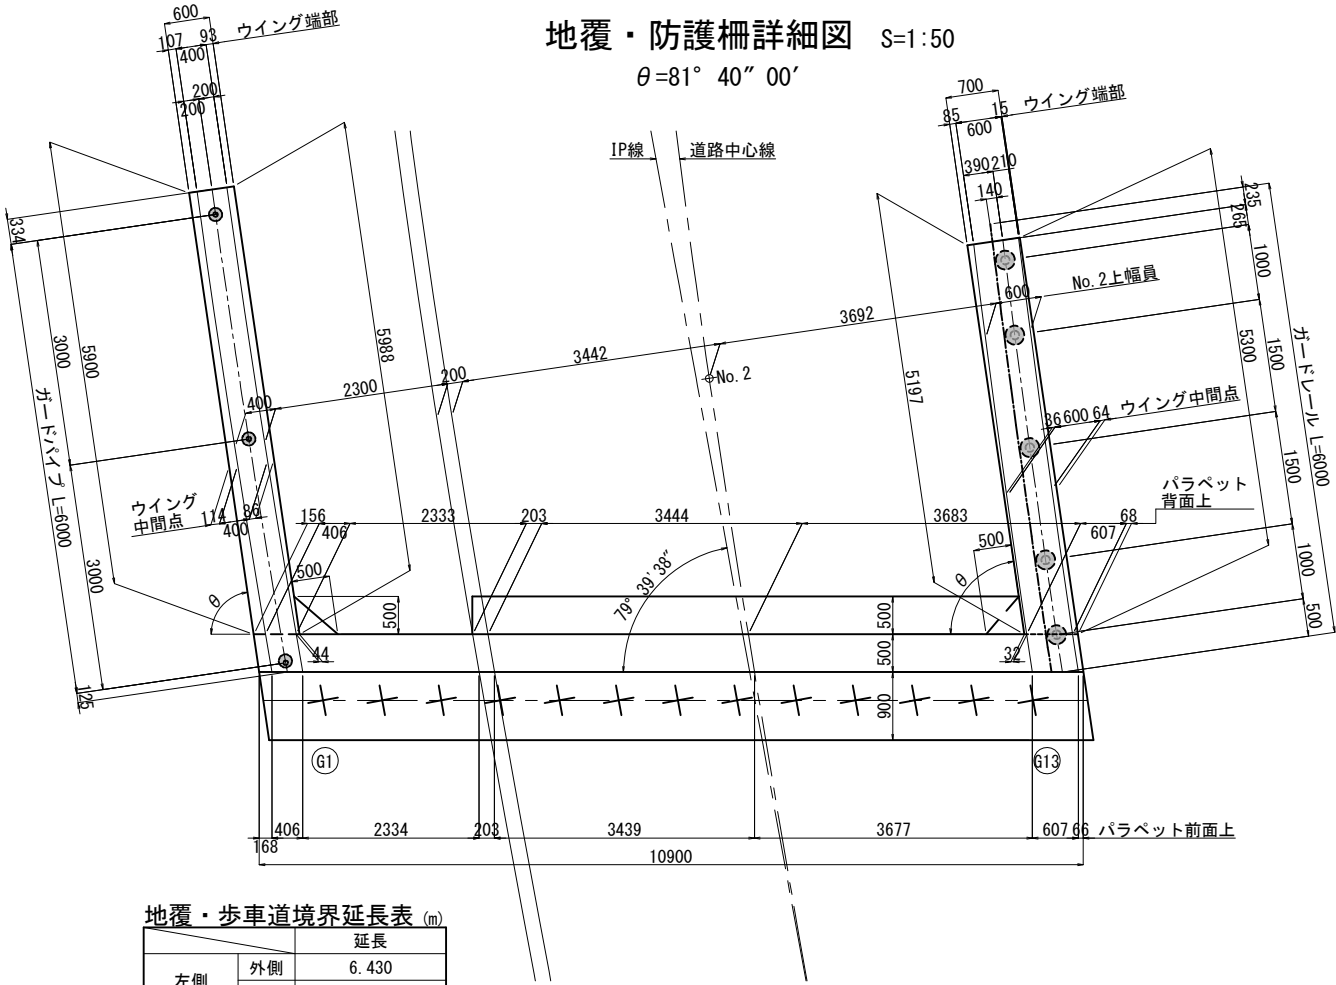 地覆・防護柵詳細図 S=1:50
θ=81° 40″ 00′
600
107
93
400
ウイング端部
200
200
700
85
15
600
ウイング端部
390
210
140
IP線
道路中心線
235
265
1000
1500
1500
1000
500
5300
ガードレール L=6000
334
3000
5900
5988
ガードパイプ L=6000
3000
125
No.2上幅員
600
3692
3442
200
2300
400
No.2
5197
36
600
64
ウイング中間点
ウイング
中間点
114
86
400
パラペット
背面上
156
406
2333
203
3444
3683
607
68
500
500
500
500
500
900
θ
θ
79° 39′38″
44
32
G1
G13
168
406
2334
203
3439
3677
607
66
パラペット前面上
10900
地覆・歩車道境界延長表 (m)
延長
左側
外側
6.430